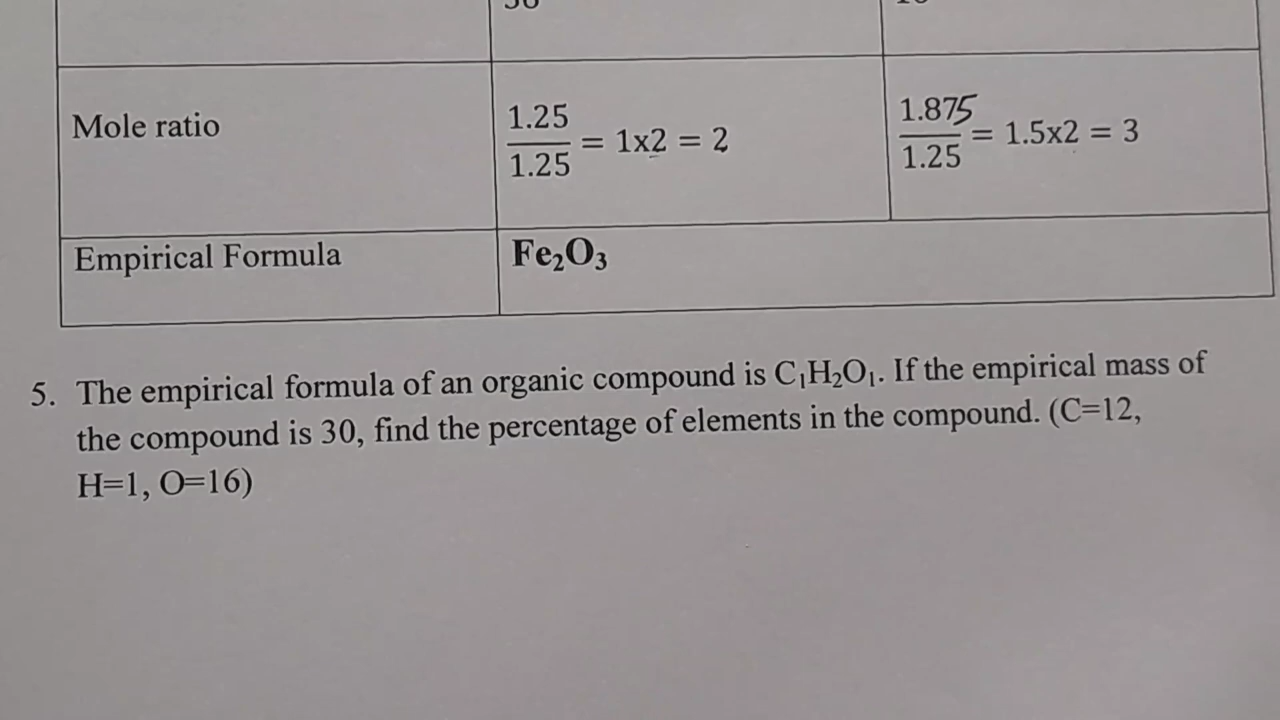 Mole ratio
1.25
1.25
= 1x2 = 2
1.875
1.25
= 1.5x2 = 3
Empirical Formula
Fe₂O₃
5. The empirical formula of an organic compound is C₁H₂O₁. If the empirical mass of
the compound is 30, find the percentage of elements in the compound. (C=12,
H=1, O=16)